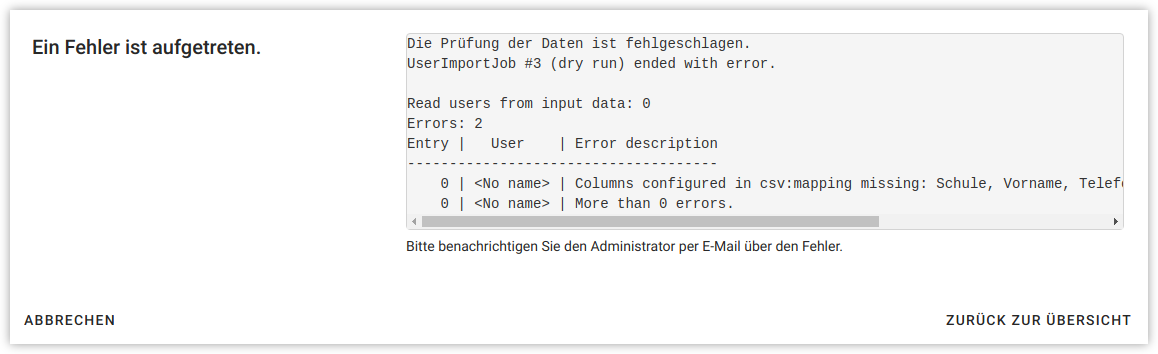 Ein Fehler ist aufgetreten.
Die Prüfung der Daten ist fehlgeschlagen.
UserImportJob #3 (dry run) ended with error.
Read users from input data: 0
Errors: 2
Entry |   User    | Error description
-------------------------------------
    0 | <No name> | Columns configured in csv:mapping missing: Schule, Vorname,
    0 | <No name> | More than 0 errors.
Bitte benachrichtigen Sie den Administrator per E-Mail über den Fehler.
ABBRECHEN
ZURÜCK ZUR ÜBERSICHT